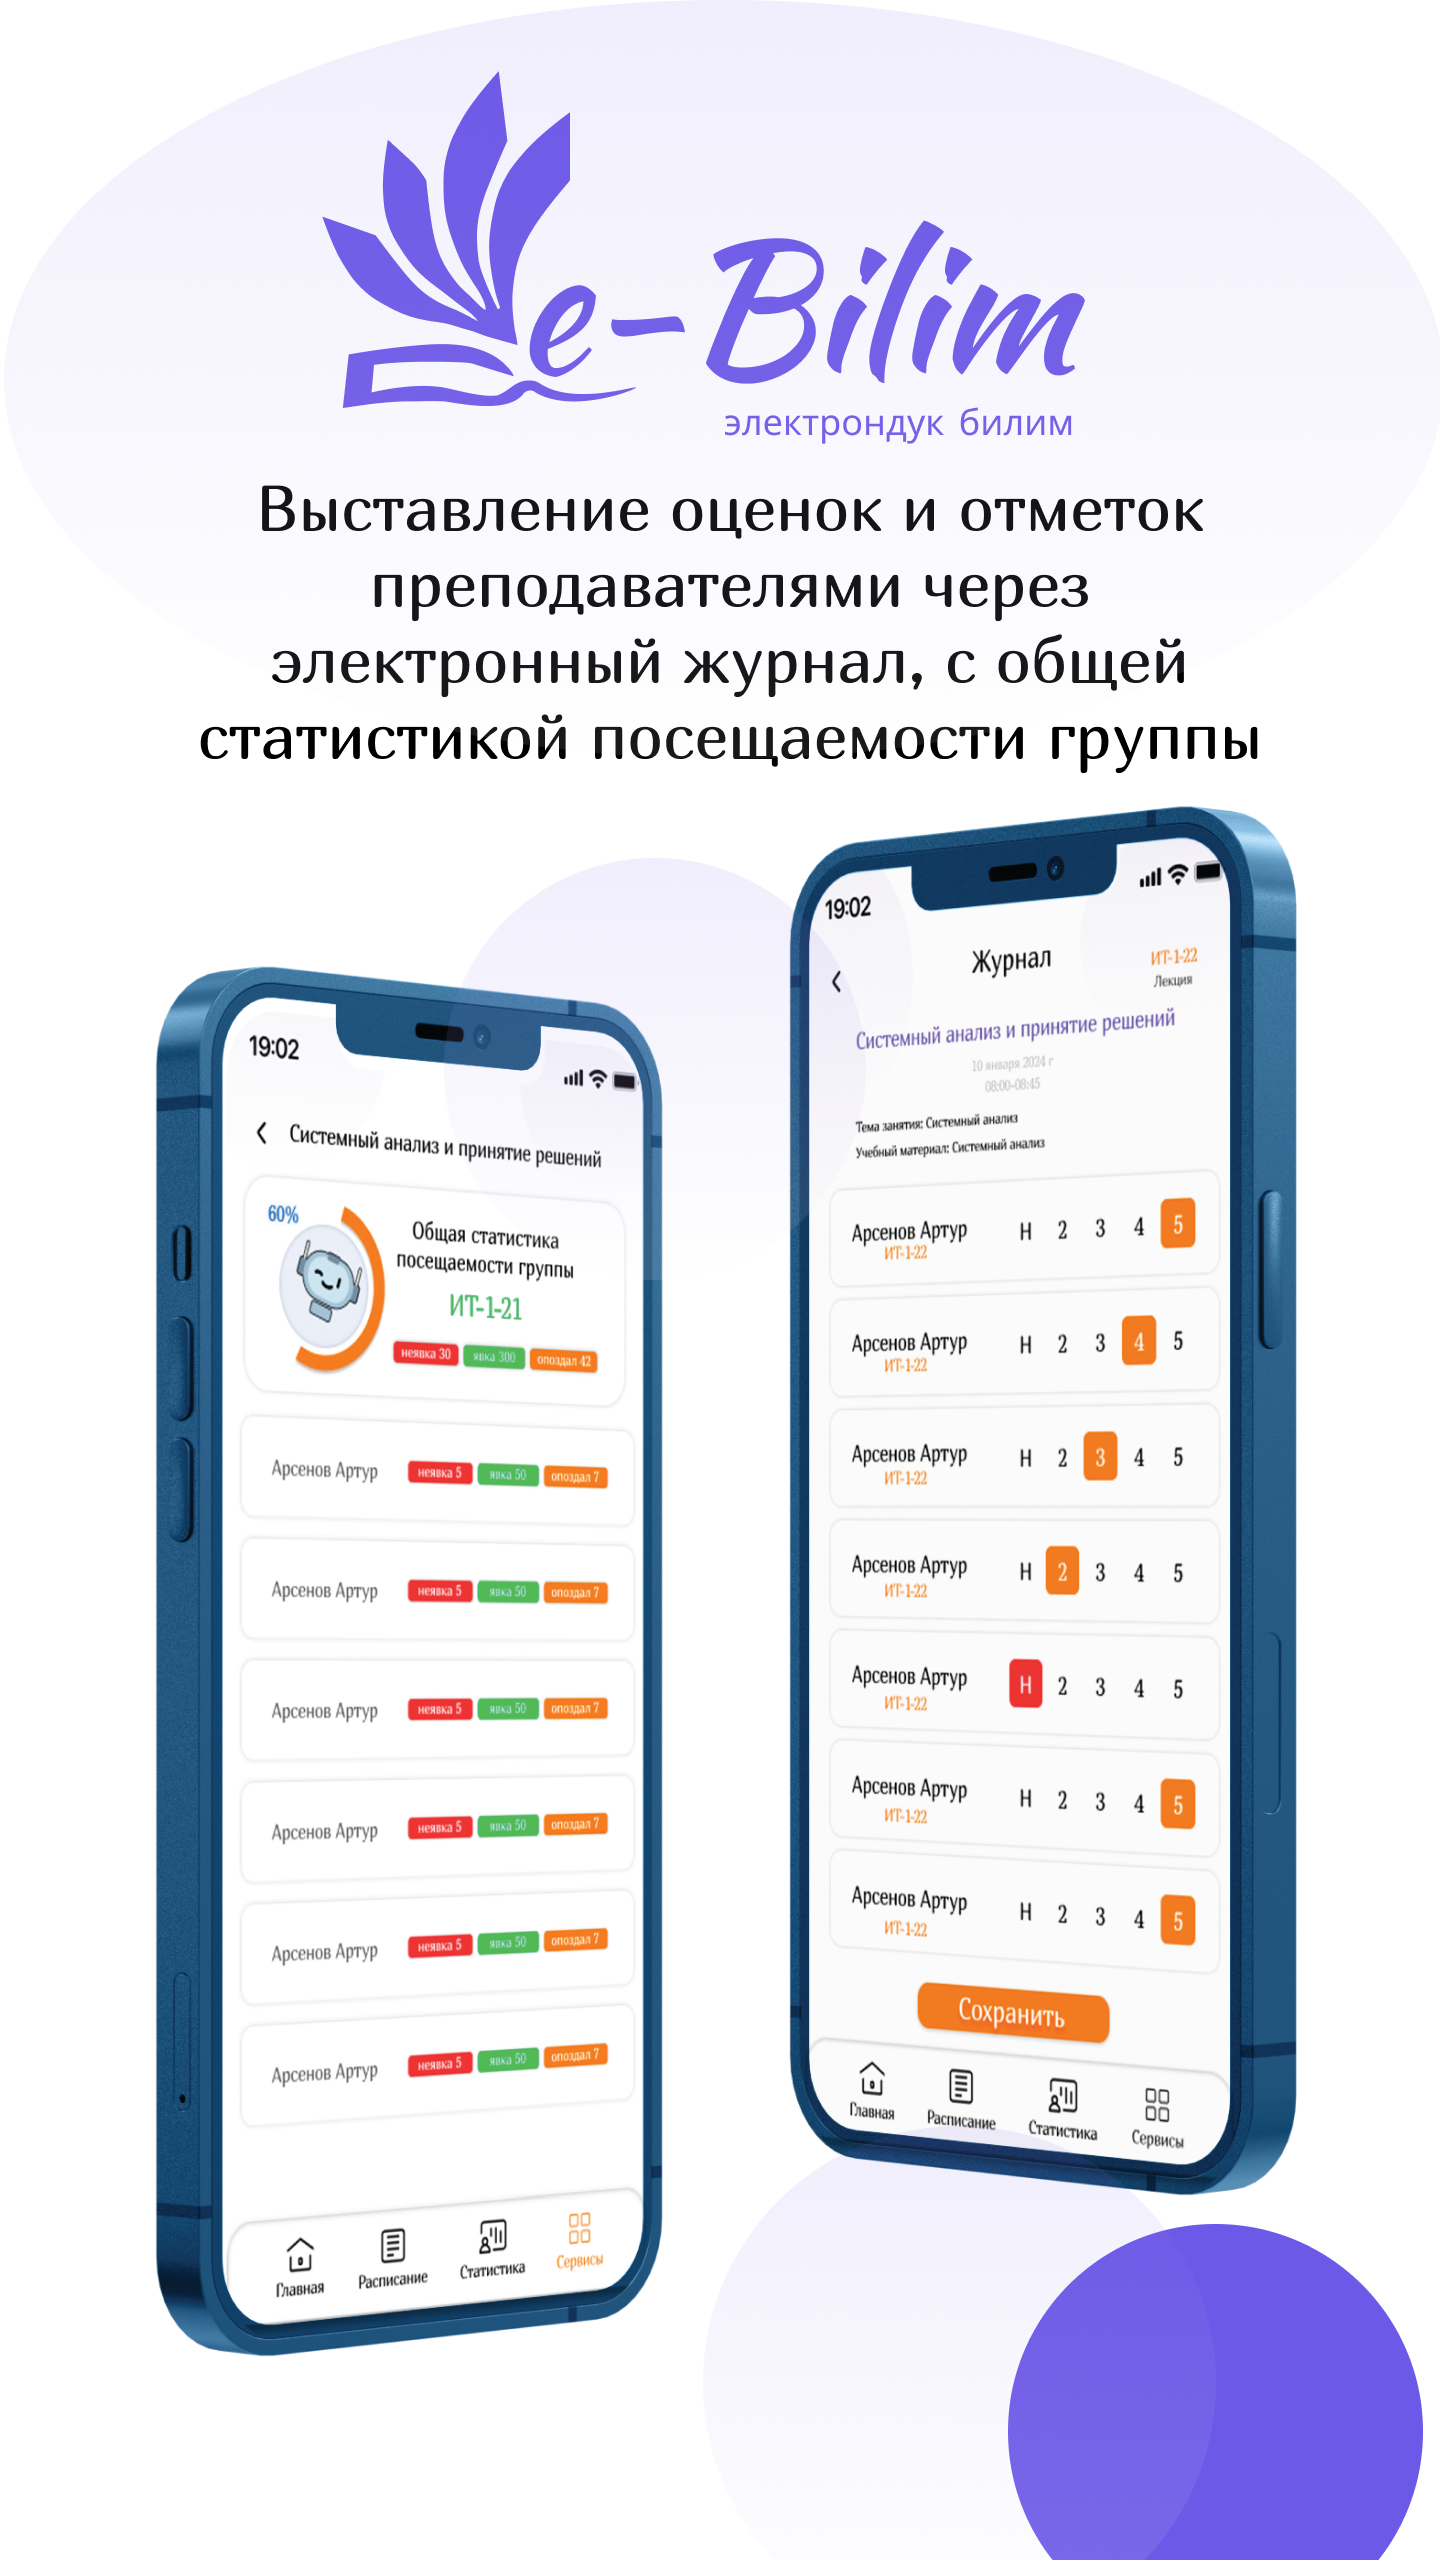 e-Bilim
электрондук билим
Выставление оценок и отметок
преподавателями через
электронный журнал, с общей
статистикой посещаемости группы
19:02
Системный анализ и принятие решений
60%
Общая статистика
посещаемости группы
ИТ-1-21
неявка 30 явка 300 опоздал 42
Арсенов Артур неявка 5 явка 50 опоздал 7
Арсенов Артур неявка 5 явка 50 опоздал 7
Арсенов Артур неявка 5 явка 50 опоздал 7
Арсенов Артур неявка 5 явка 50 опоздал 7
Арсенов Артур неявка 5 явка 50 опоздал 7
Арсенов Артур неявка 5 явка 50 опоздал 7
Главная Расписание Статистика Сервисы
19:02
Журнал
ИТ-1-22
Лекция
Системный анализ и принятие решений
10 января 2024 г
08:00-08:45
Тема занятия: Системный анализ
Учебный материал: Системный анализ
Арсенов Артур Н 2 3 4 5
ИТ-1-22
Арсенов Артур Н 2 3 4 5
ИТ-1-22
Арсенов Артур Н 2 3 4 5
ИТ-1-22
Арсенов Артур Н 2 3 4 5
ИТ-1-22
Арсенов Артур Н 2 3 4 5
ИТ-1-22
Арсенов Артур Н 2 3 4 5
ИТ-1-22
Арсенов Артур Н 2 3 4 5
ИТ-1-22
Сохранить
Главная Расписание Статистика Сервисы